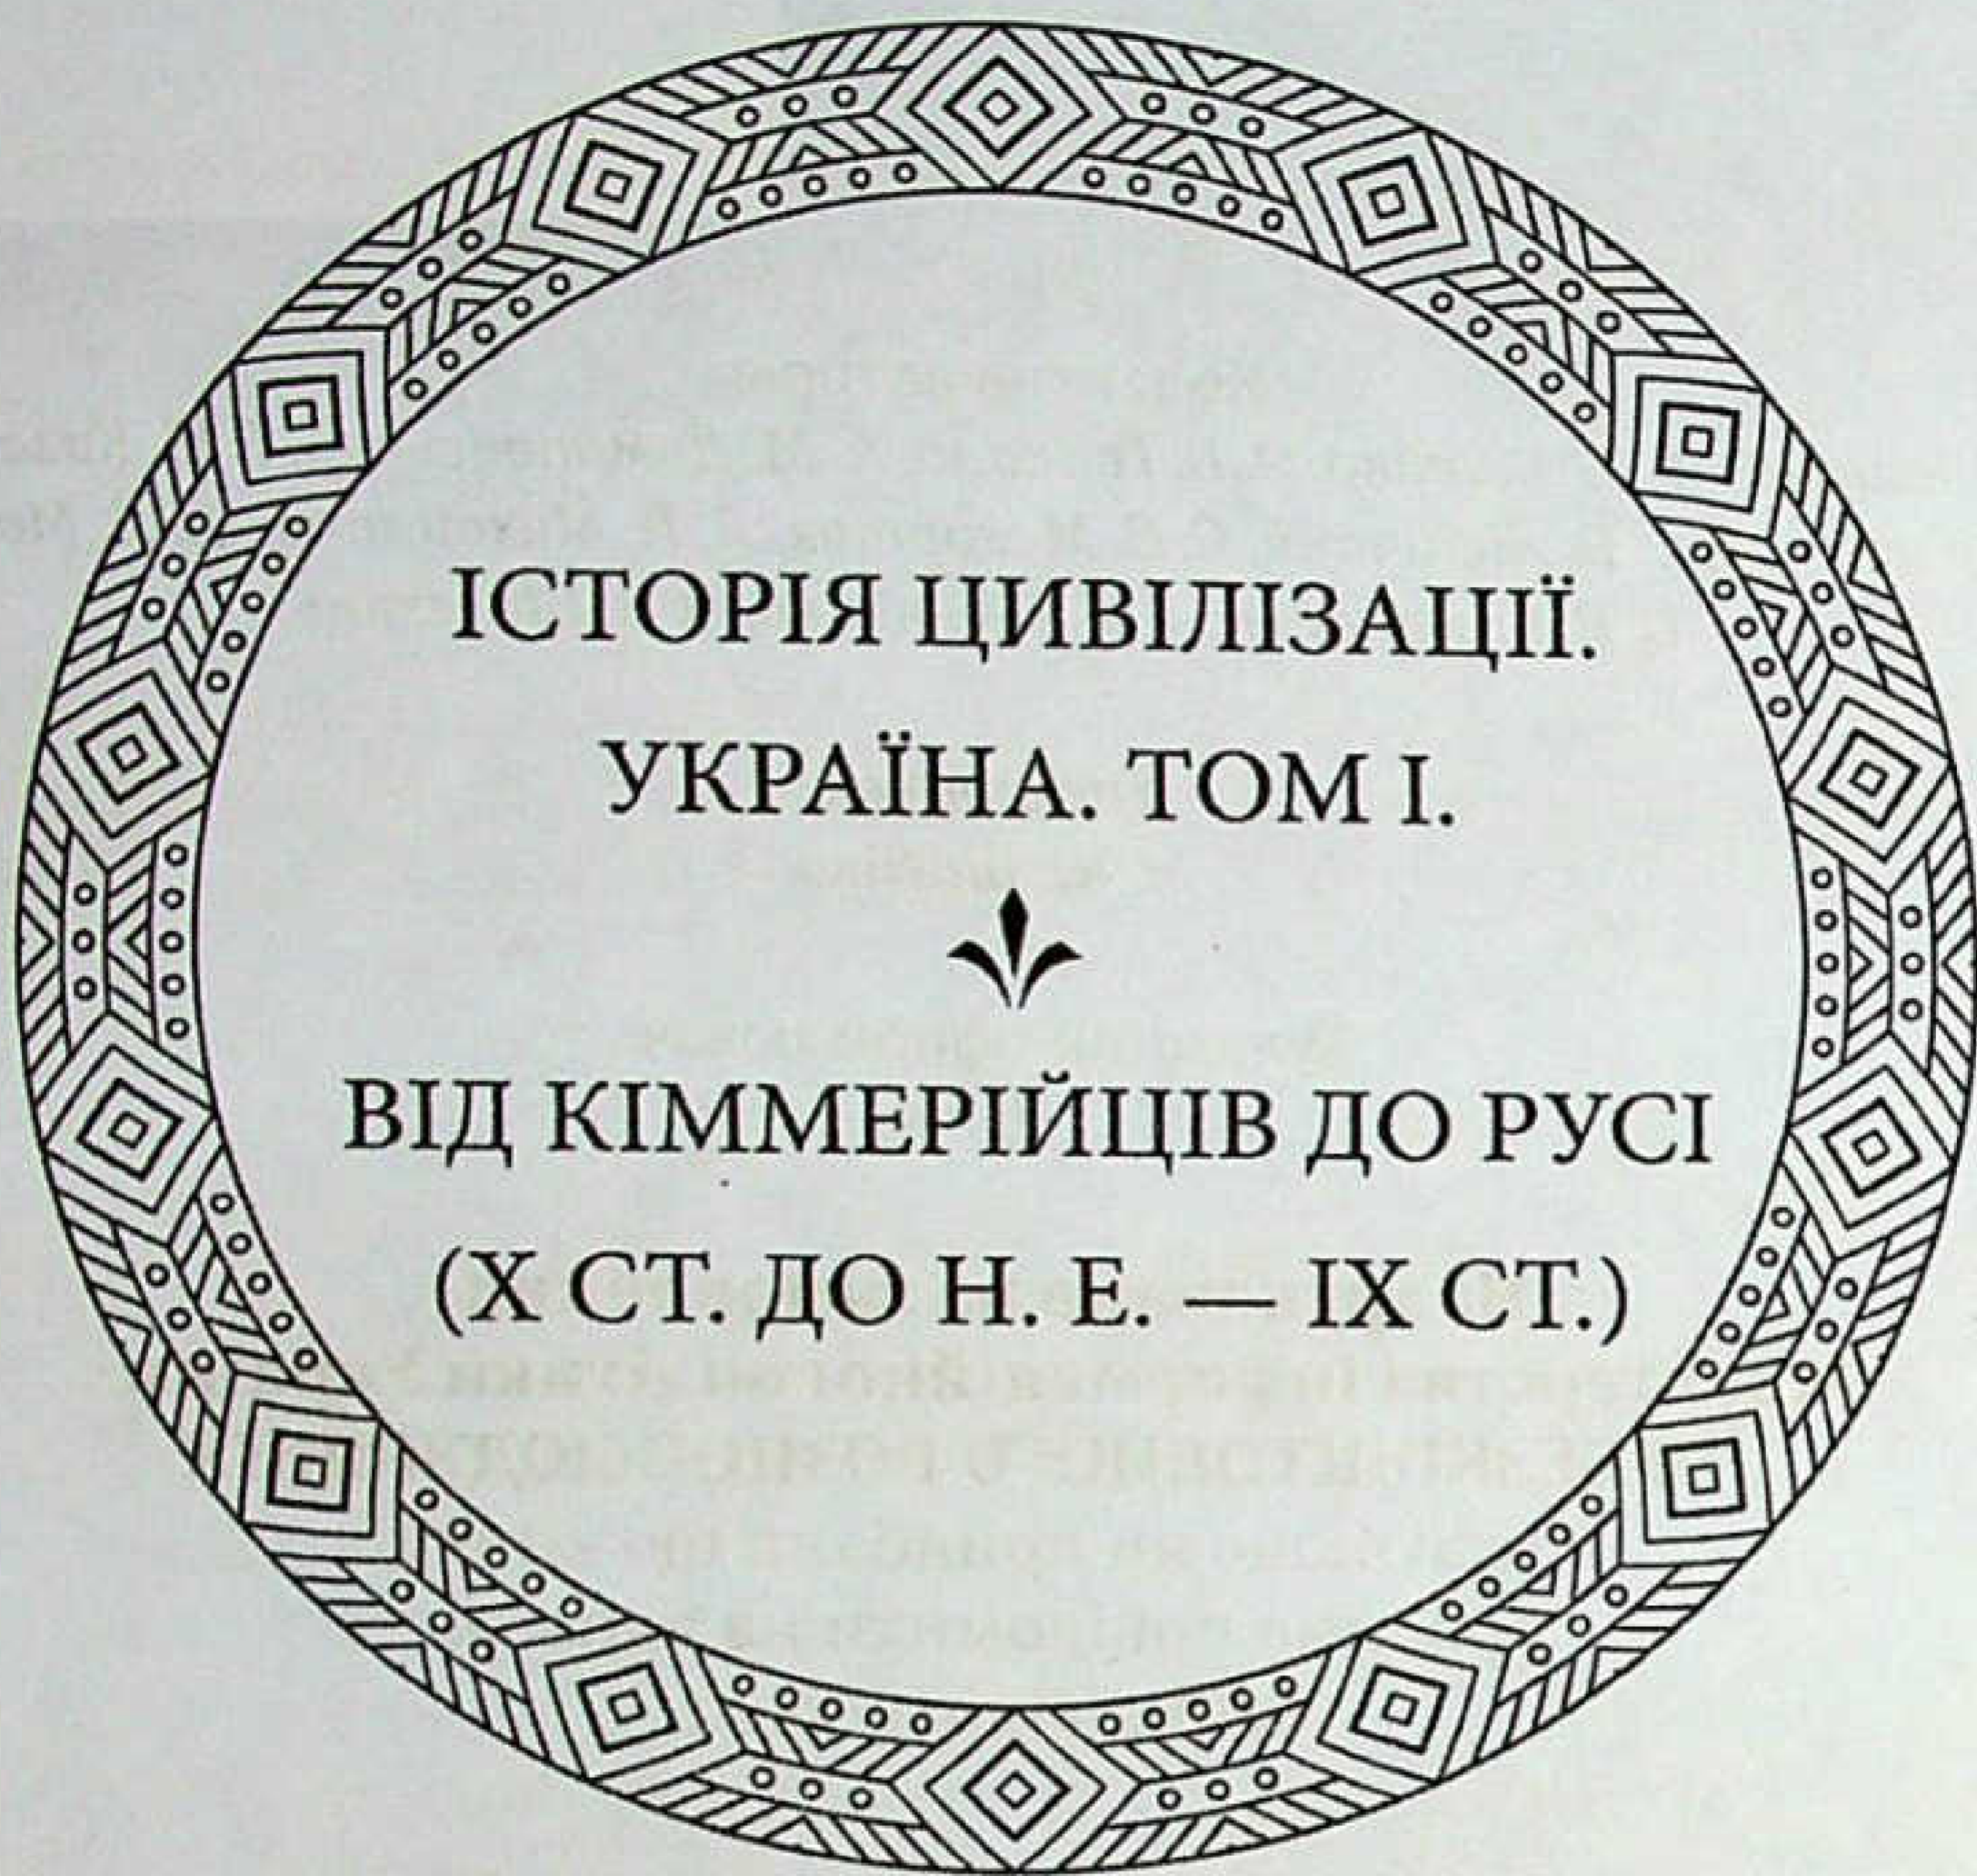 ІСТОРІЯ ЦИВІЛІЗАЦІЇ.
УКРАЇНА. ТОМ І.
ВІД КІММЕРІЙЦІВ ДО РУСІ
(Х СТ. ДО Н. Е. — ІХ СТ.)